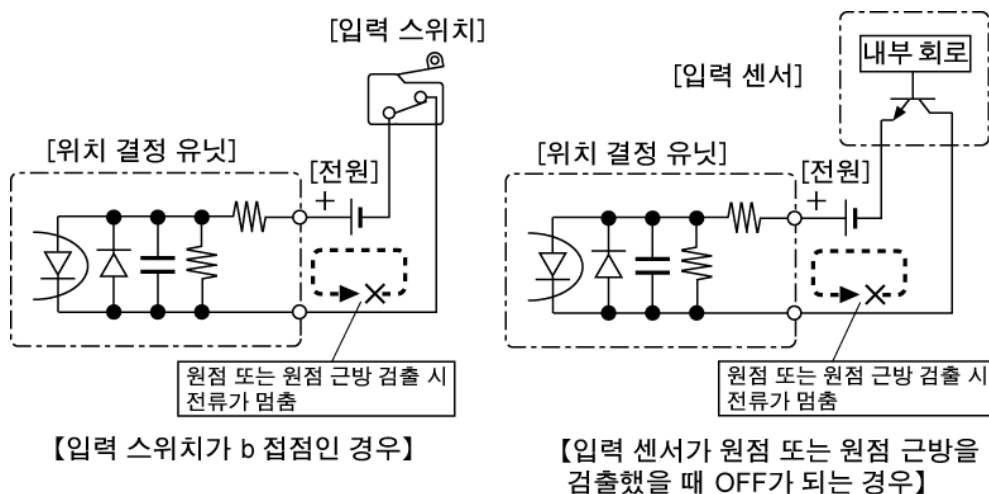 [입력 스위치]
[위치 결정 유닛]
[전원]
+
원점 또는 원점 근방 검출 시
전류가 멈춤
【입력 스위치가 b 접점인 경우】
내부 회로
[입력 센서]
[위치 결정 유닛]
[전원]
+
원점 또는 원점 근방 검출 시
전류가 멈춤
【입력 센서가 원점 또는 원점 근방을
검출했을 때 OFF가 되는 경우】